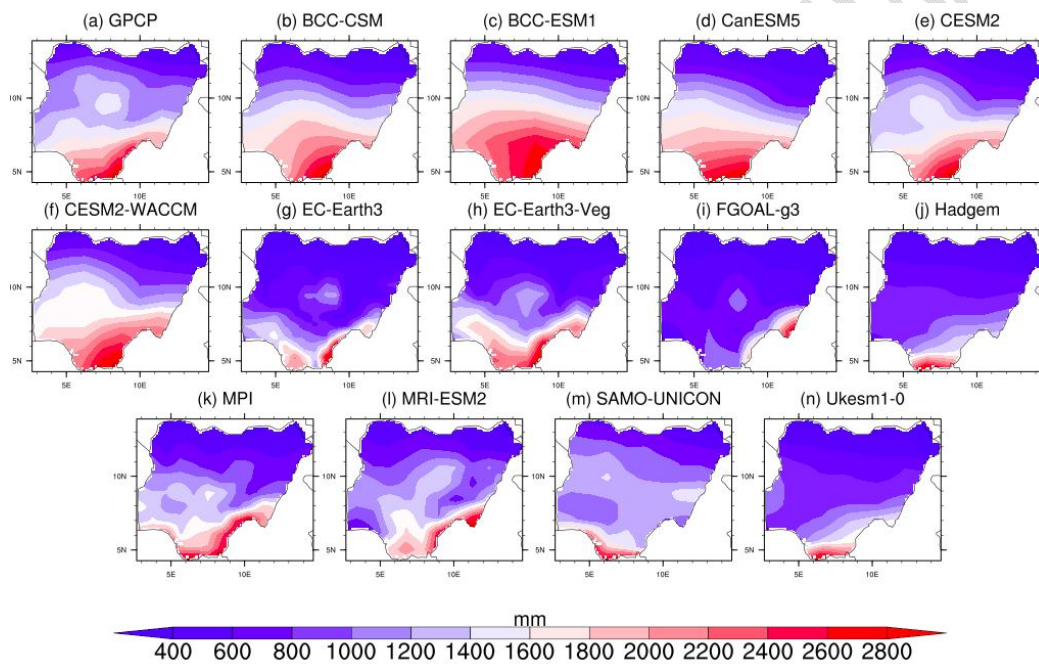 (a) GPCP (b) BCC-CSM (c) BCC-ESM1 (d) CanESM5 (e) CESM2
10N 10N 10N 10N 10N
5N 5N 5N 5N 5N
5E 10E 5E 10E 5E 10E 5E 10E 5E 10E
(f) CESM2-WACCM (g) EC-Earth3 (h) EC-Earth3-Veg (i) FGOAL-g3 (j) Hadgem
10N 10N 10N 10N 10N
5N 5N 5N 5N 5N
5E 10E 5E 10E 5E 10E 5E 10E 5E 10E
(k) MPI (l) MRI-ESM2 (m) SAMO-UNICON (n) Ukesm1-0
10N 10N 10N 10N
5N 5N 5N 5N
5E 10E 5E 10E 5E 10E 5E 10E
mm
400 600 800 1000 1200 1400 1600 1800 2000 2200 2400 2600 2800